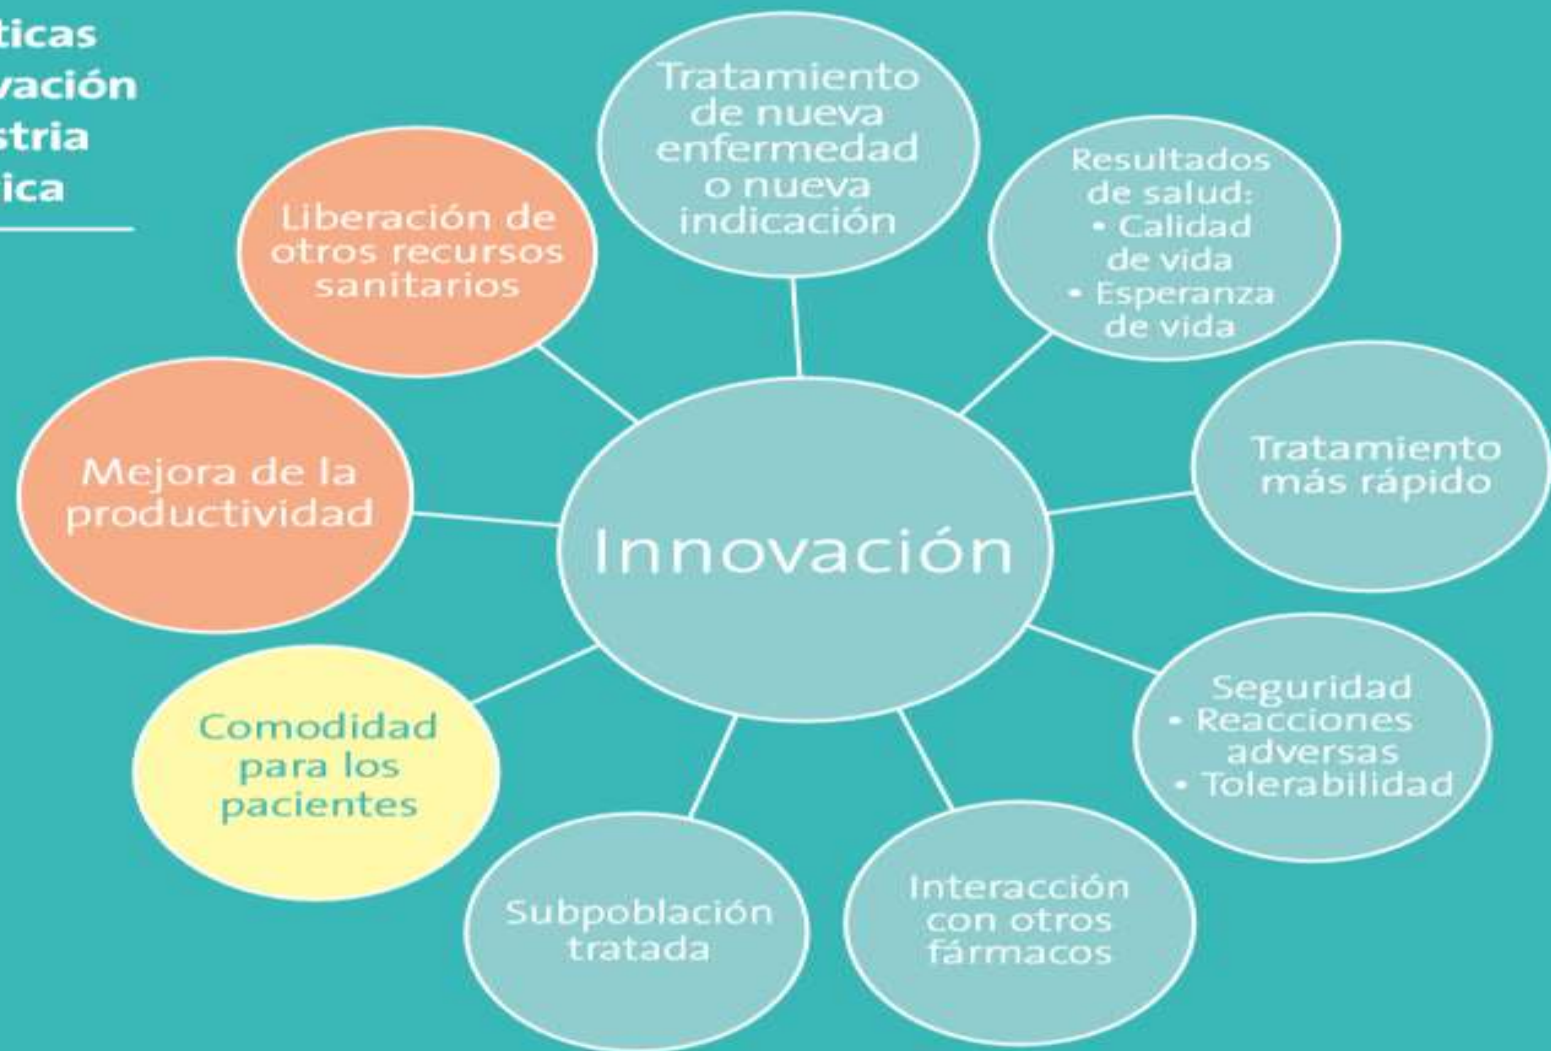 ticas
vación
stria
ica
Tratamiento
de nueva
enfermedad
o nueva
indicación
Resultados
de salud:
• Calidad
de vida
• Esperanza
de vida
Tratamiento
más rápido
Seguridad
• Reacciones
adversas
• Tolerabilidad
Interacción
con otros
fármacos
Subpoblación
tratada
Comodidad
para los
pacientes
Mejora de la
productividad
Liberación de
otros recursos
sanitarios
Innovación